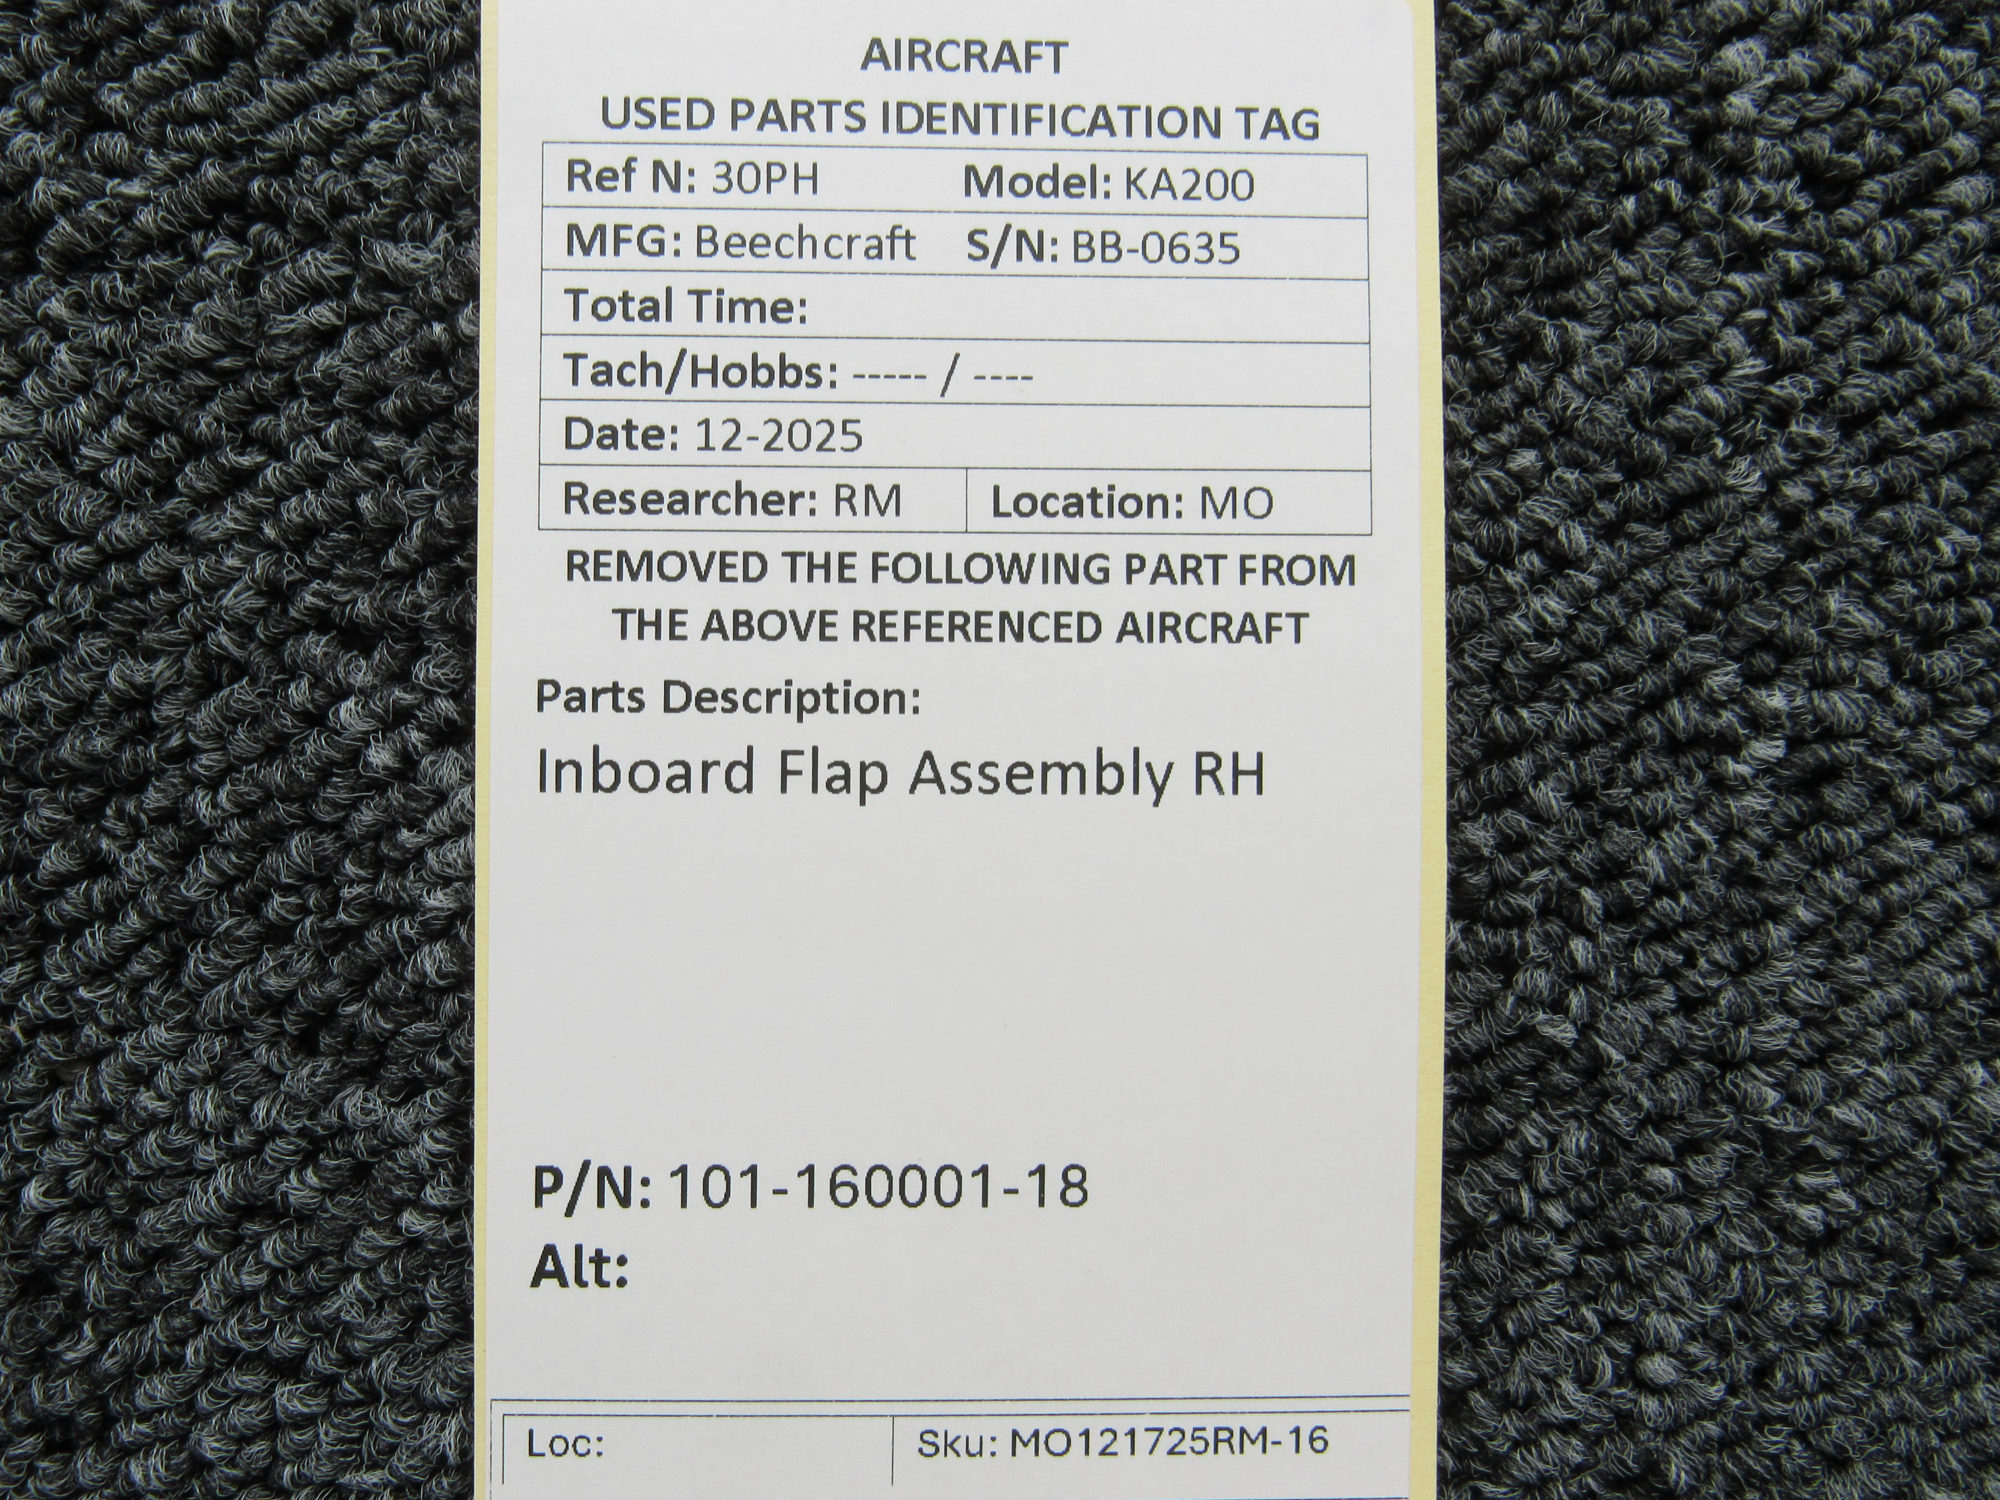 AIRCRAFT
USED PARTS IDENTIFICATION TAG
Ref N: 30PH Model: KA200
MFG: Beechcraft S/N: BB-0635
Total Time:
Tach/Hobbs: ----- / ----
Date: 12-2025
Researcher: RM Location: MO
REMOVED THE FOLLOWING PART FROM
THE ABOVE REFERENCED AIRCRAFT
Parts Description:
Inboard Flap Assembly RH
P/N: 101-160001-18
Alt:
Loc: Sku: MO121725RM-16